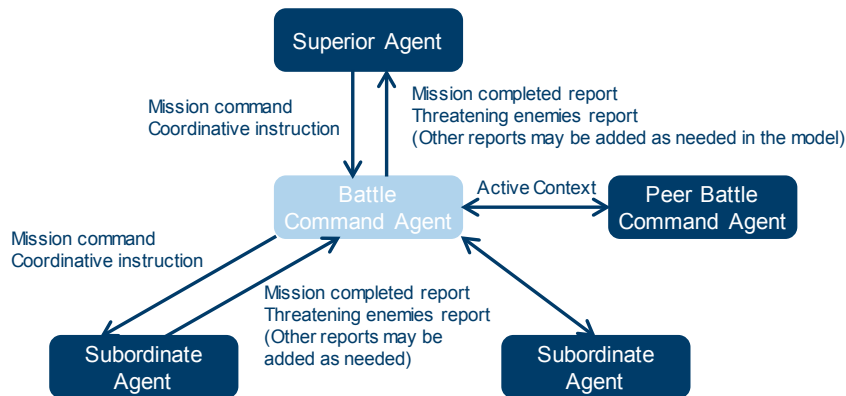 Superior Agent
Mission command
Coordinative instruction
Mission completed report
Threatening enemies report
(Other reports may be added as needed in the model)
Battle
Command Agent
Active Context
Peer Battle
Command Agent
Mission command
Coordinative instruction
Mission completed report
Threatening enemies report
(Other reports may be
added as needed)
Subordinate
Agent
Subordinate
Agent